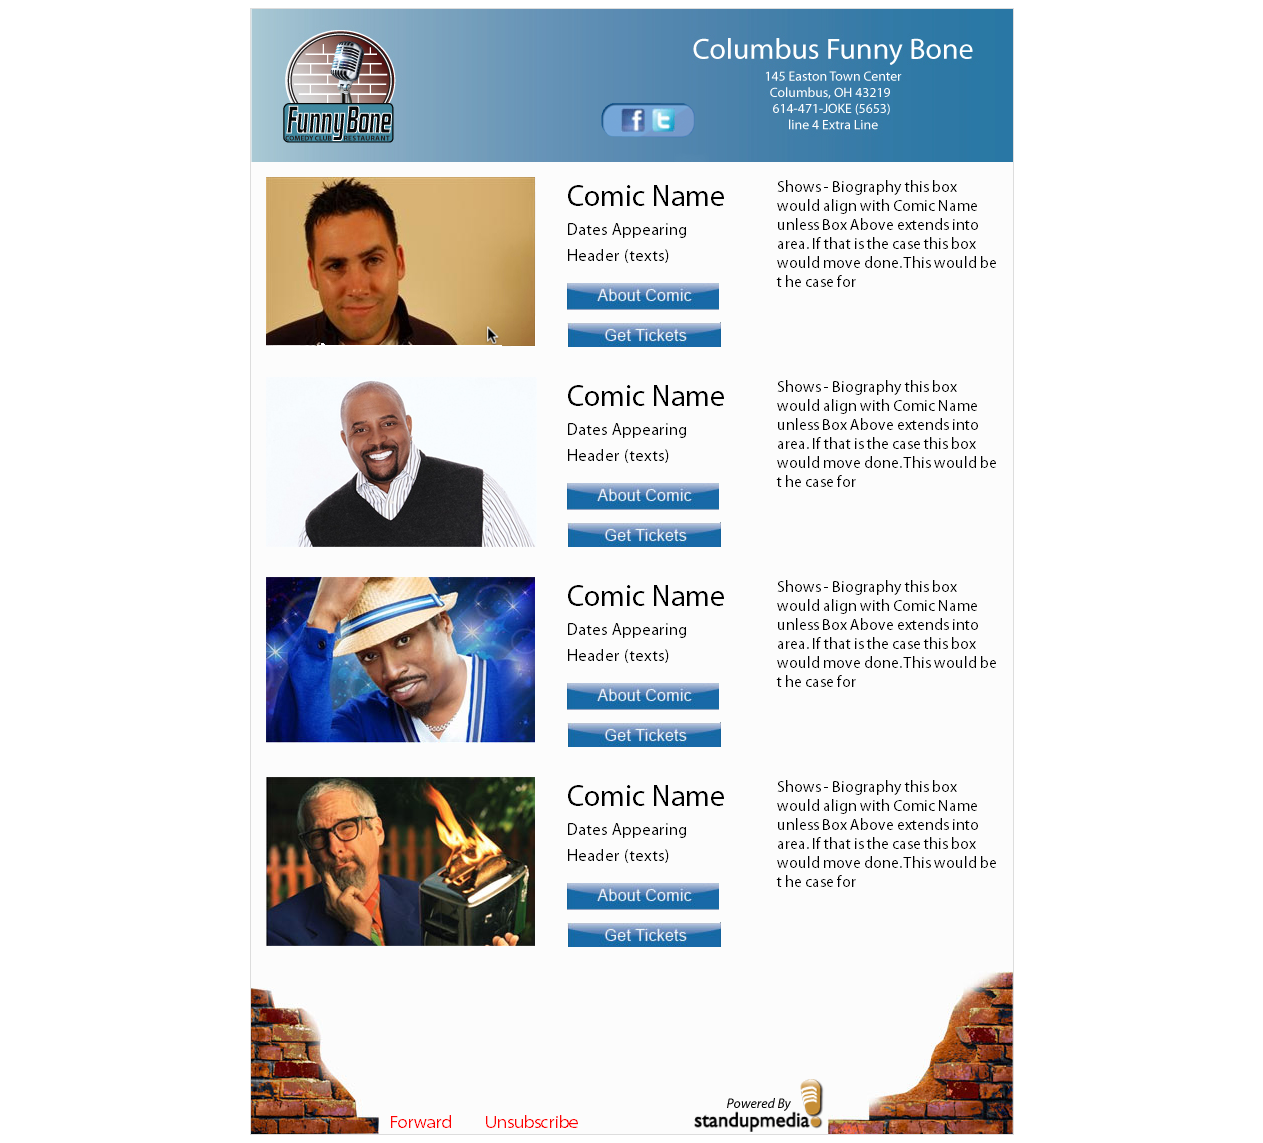 Columbus Funny Bone
145 Easton Town Center
Columbus, OH 43219
614-471-JOKE (5653)
line 4 Extra Line
FunnyBone
COMEDY CLUB RESTAURANT
f t
Comic Name
Dates Appearing
Header (texts)
About Comic
Get Tickets
Shows - Biography this box
would align with Comic Name
unless Box Above extends into
area. If that is the case this box
would move done.This would be
t he case for
Comic Name
Dates Appearing
Header (texts)
About Comic
Get Tickets
Shows - Biography this box
would align with Comic Name
unless Box Above extends into
area. If that is the case this box
would move done.This would be
t he case for
Comic Name
Dates Appearing
Header (texts)
About Comic
Get Tickets
Shows - Biography this box
would align with Comic Name
unless Box Above extends into
area. If that is the case this box
would move done.This would be
t he case for
Comic Name
Dates Appearing
Header (texts)
About Comic
Get Tickets
Shows - Biography this box
would align with Comic Name
unless Box Above extends into
area. If that is the case this box
would move done.This would be
t he case for
Forward Unsubscribe
Powered By
standupmedia